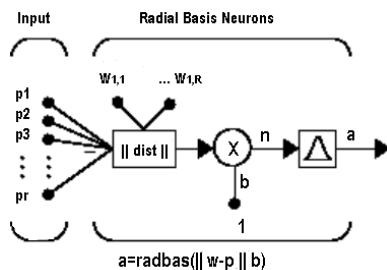 Input Radial Basis Neurons
W1,1 ... W1,R
p1
p2
p3
pr
|| dist ||
X
n
a
b
1
a=radbas(|| w-p || b)